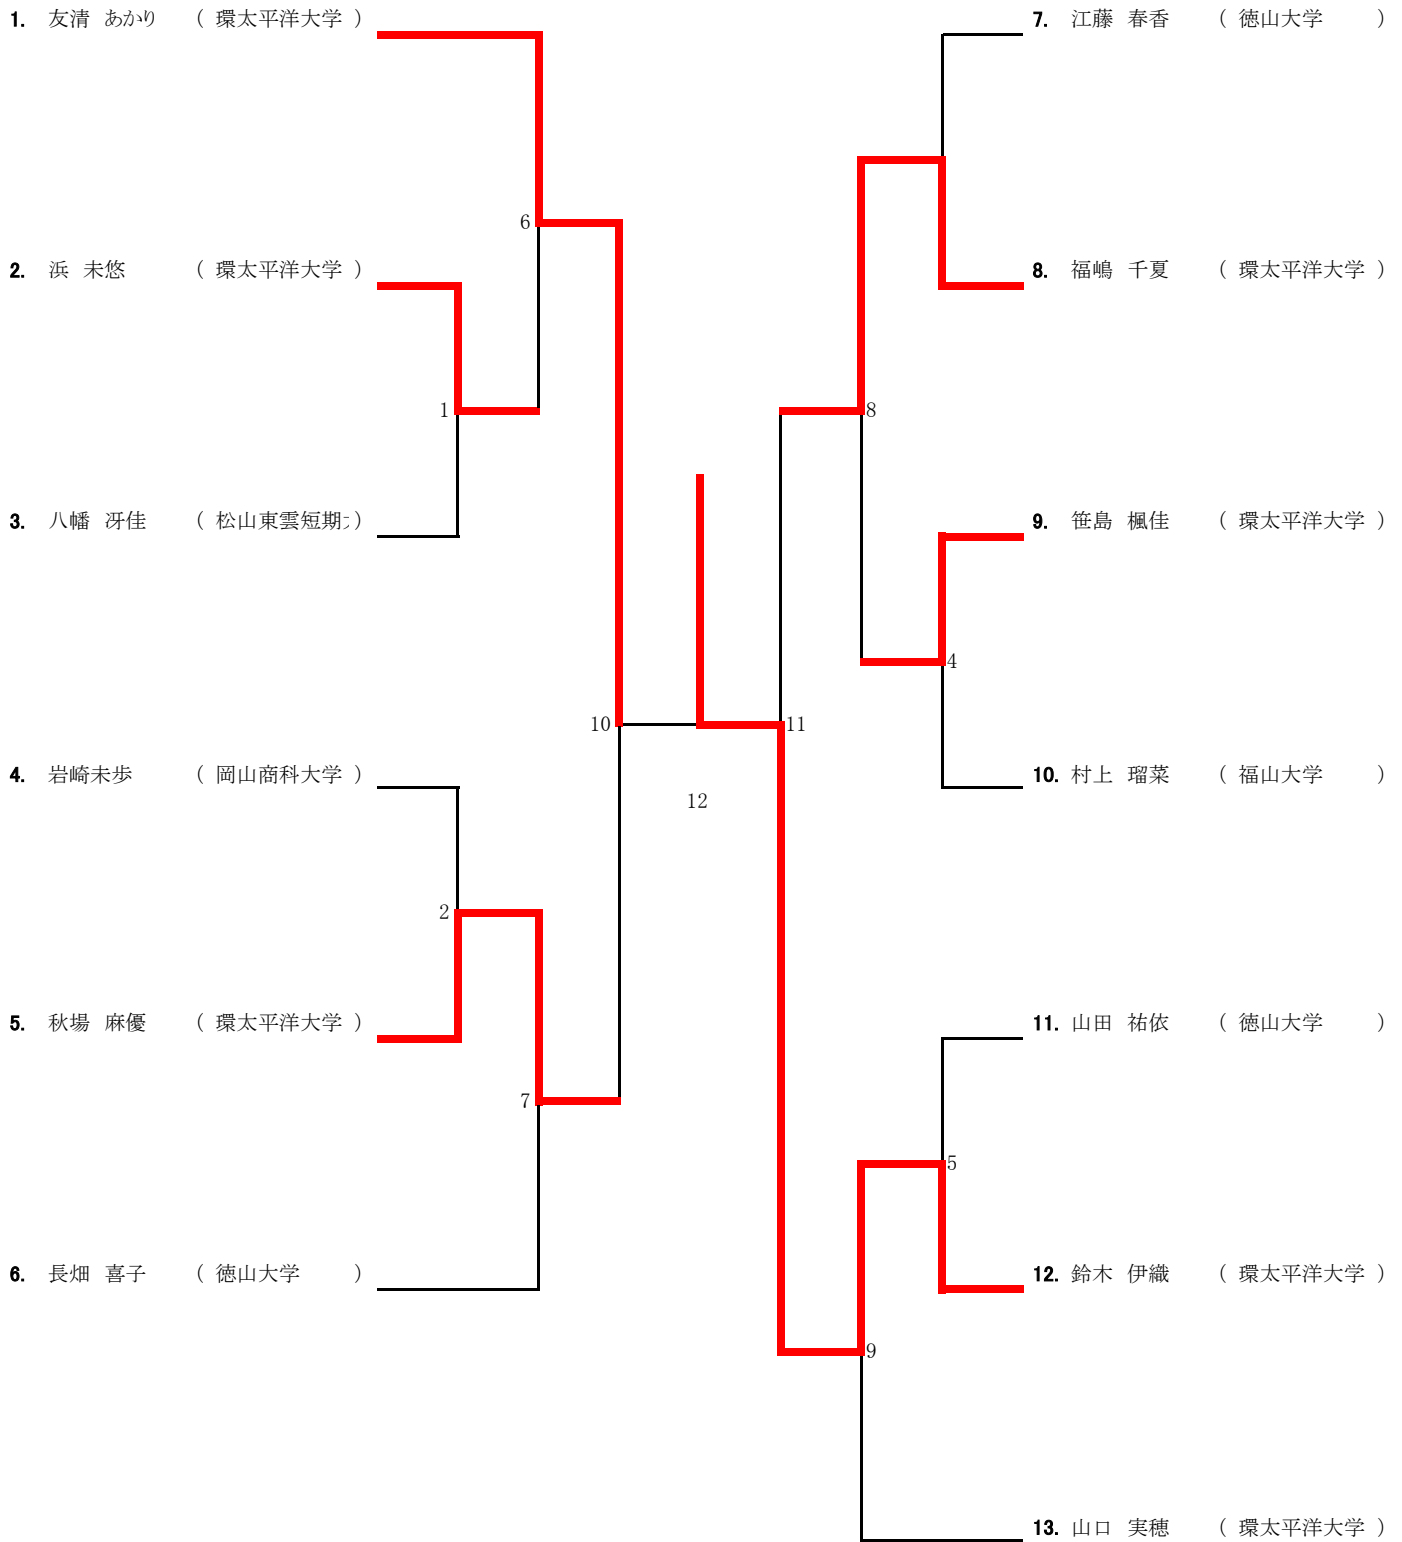 1. 友清 あかり ( 環太平洋大学 )
2. 浜 未悠 ( 環太平洋大学 )
3. 八幡 冴佳 ( 松山東雲短期 )
4. 岩崎未歩 ( 岡山商科大学 )
5. 秋場 麻優 ( 環太平洋大学 )
6. 長畑 喜子 ( 徳山大学 )
6
1
10
2
7
12
7. 江藤 春香 ( 徳山大学 )
8. 福嶋 千夏 ( 環太平洋大学 )
9. 笹島 楓佳 ( 環太平洋大学 )
10. 村上 瑠菜 ( 福山大学 )
11. 山田 祐依 ( 徳山大学 )
12. 鈴木 伊織 ( 環太平洋大学 )
13. 山口 実穂 ( 環太平洋大学 )
8
4
11
5
9